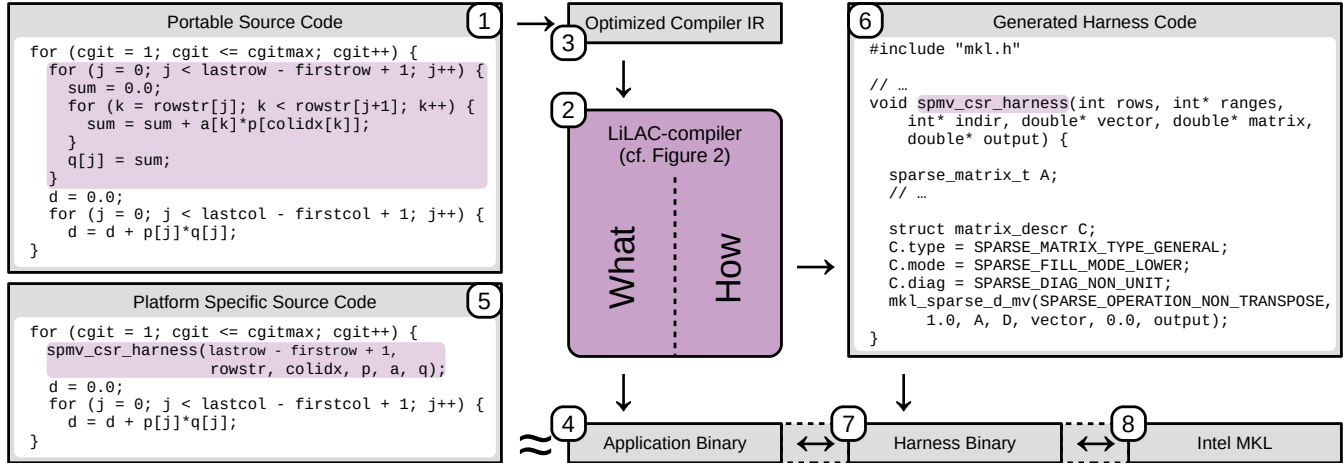 Portable Source Code
1
for (cgit = 1; cgit <= cgitmax; cgit++) {
for (j = 0; j < lastrow - firstrow + 1; j++) {
sum = 0.0;
for (k = rowstr[j]; k < rowstr[j+1]; k++) {
sum = sum + a[k]*p[colidx[k]];
}
q[j] = sum;
}
d = 0.0;
for (j = 0; j < lastcol - firstcol + 1; j++) {
d = d + p[j]*q[j];
}
Platform Specific Source Code
5
for (cgit = 1; cgit <= cgitmax; cgit++) {
spmv_csr_harness(lastrow - firstrow + 1,
rowstr, colidx, p, a, q);
d = 0.0;
for (j = 0; j < lastcol - firstcol + 1; j++) {
d = d + p[j]*q[j];
}
→
Optimized Compiler IR
3
↓
2
LiLAC-compiler
(cf. Figure 2)
What
How
→
↓
↓
6
Generated Harness Code
#include "mkl.h"
// …
void spmv_csr_harness(int rows, int* ranges,
int* indir, double* vector, double* matrix,
double* output) {
sparse_matrix_t A;
// …
struct matrix_descr C;
C.type = SPARSE_MATRIX_TYPE_GENERAL;
C.mode = SPARSE_FILL_MODE_LOWER;
C.diag = SPARSE_DIAG_NON_UNIT;
mkl_sparse_d_mv(SPARSE_OPERATION_NON_TRANSPOSE,
1.0, A, D, vector, 0.0, output);
}
≈
4
Application Binary
↔
7
Harness Binary
↔
8
Intel MKL